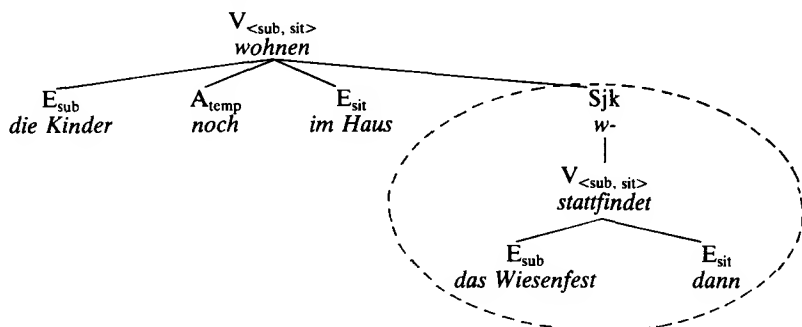 V<sub, sit>
wohnen
E_sub A_temp E_sit Sjk
die Kinder noch im Haus w-
V<sub, sit>
stattfindet
E_sub E_sit
das Wiesenfest dann